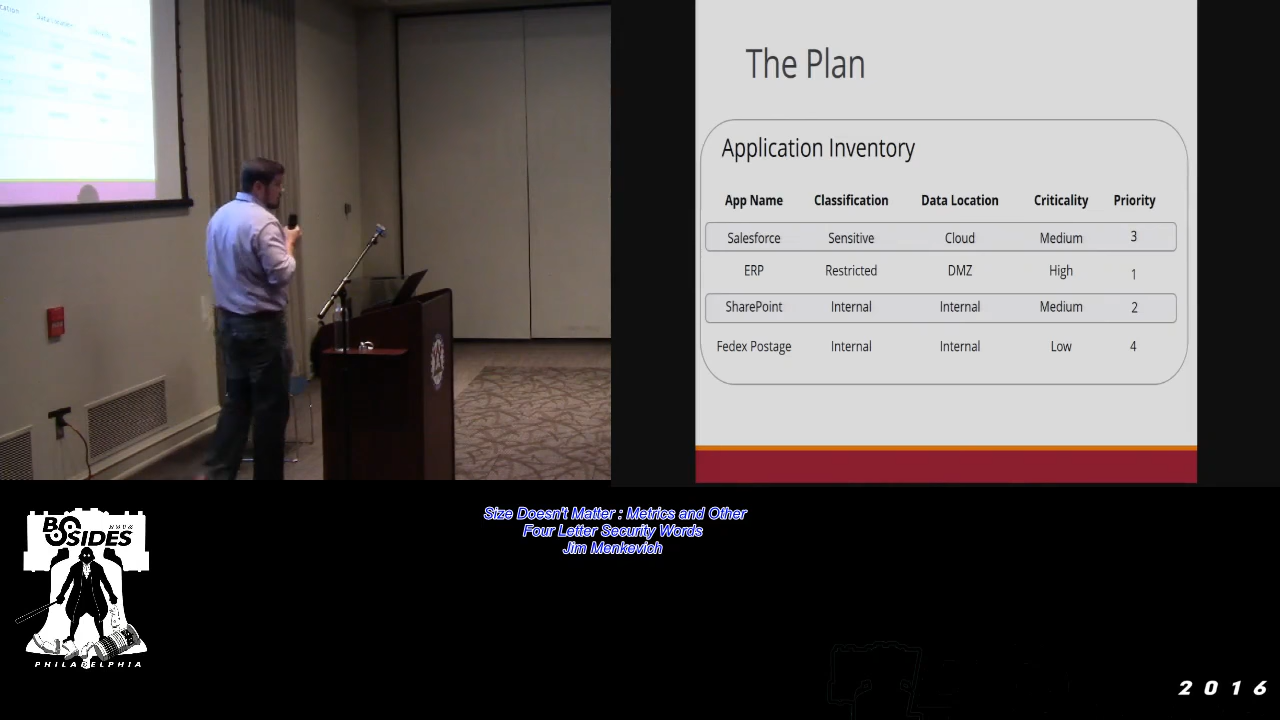 The Plan
Application Inventory
App Name Classification Data Location Criticality Priority
Salesforce Sensitive Cloud Medium 3
ERP Restricted DMZ High 1
SharePoint Internal Internal Medium 2
Fedex Postage Internal Internal Low 4
Size Doesn't Matter : Metrics and Other
Four Letter Security Words
Jim Menkevich
BSIDES
PHILADELPHIA
2016